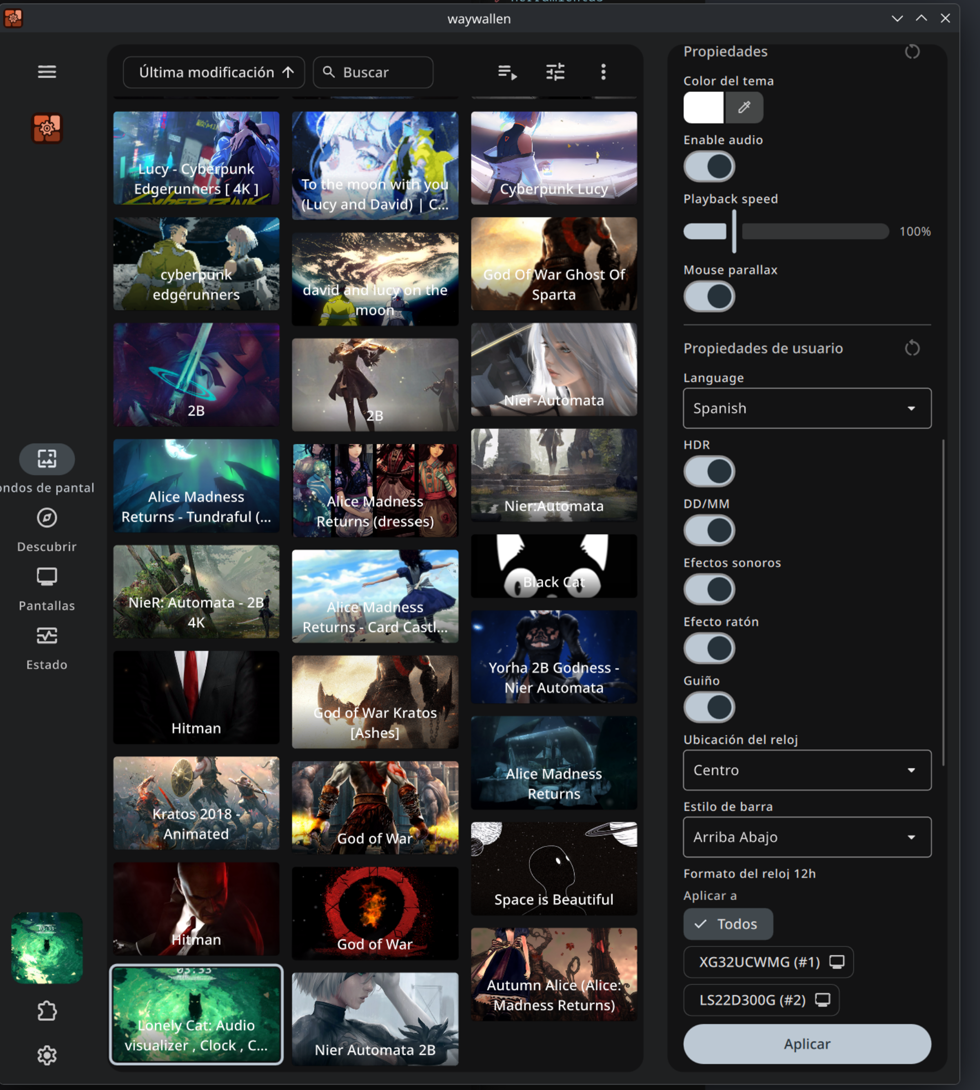 waywallen
Última modificación
Buscar
ondos de pantal
Descubrir
Pantallas
Estado
Lucy - Cyberpunk
Edgerunners [ 4K ]
cyberpunk
edgerunners
2B
Alice Madness
Returns - Tundraful (...
NieR: Automata - 2B
4K
Hitman
Kratos 2018 -
Animated
Hitman
03:33
Lonely Cat: Audio
visualizer , Clock , C...
To the moon with you
(Lucy and David) | C...
david and lucy on the
moon
2B
Alice Madness
Returns (dresses)
Alice Madness
Returns - Card Castl...
God of War Kratos
[Ashes]
God of War
God of War
Nier Automata 2B
Cyberpunk Lucy
God Of War Ghost Of
Sparta
Nier-Automata
Nier:Automata
Black Cat
Yorha 2B Godness -
Nier Automata
Alice Madness
Returns
Space is Beautiful
Autumn Alice (Alice:
Madness Returns)
Propiedades
Color del tema
Enable audio
Playback speed
100%
Mouse parallax
Propiedades de usuario
Language
Spanish
HDR
DD/MM
Efectos sonoros
Efecto ratón
Guiño
Ubicación del reloj
Centro
Estilo de barra
Arriba Abajo
Formato del reloj 12h
Aplicar a
Todos
XG32UCWMG (#1)
LS22D300G (#2)
Aplicar